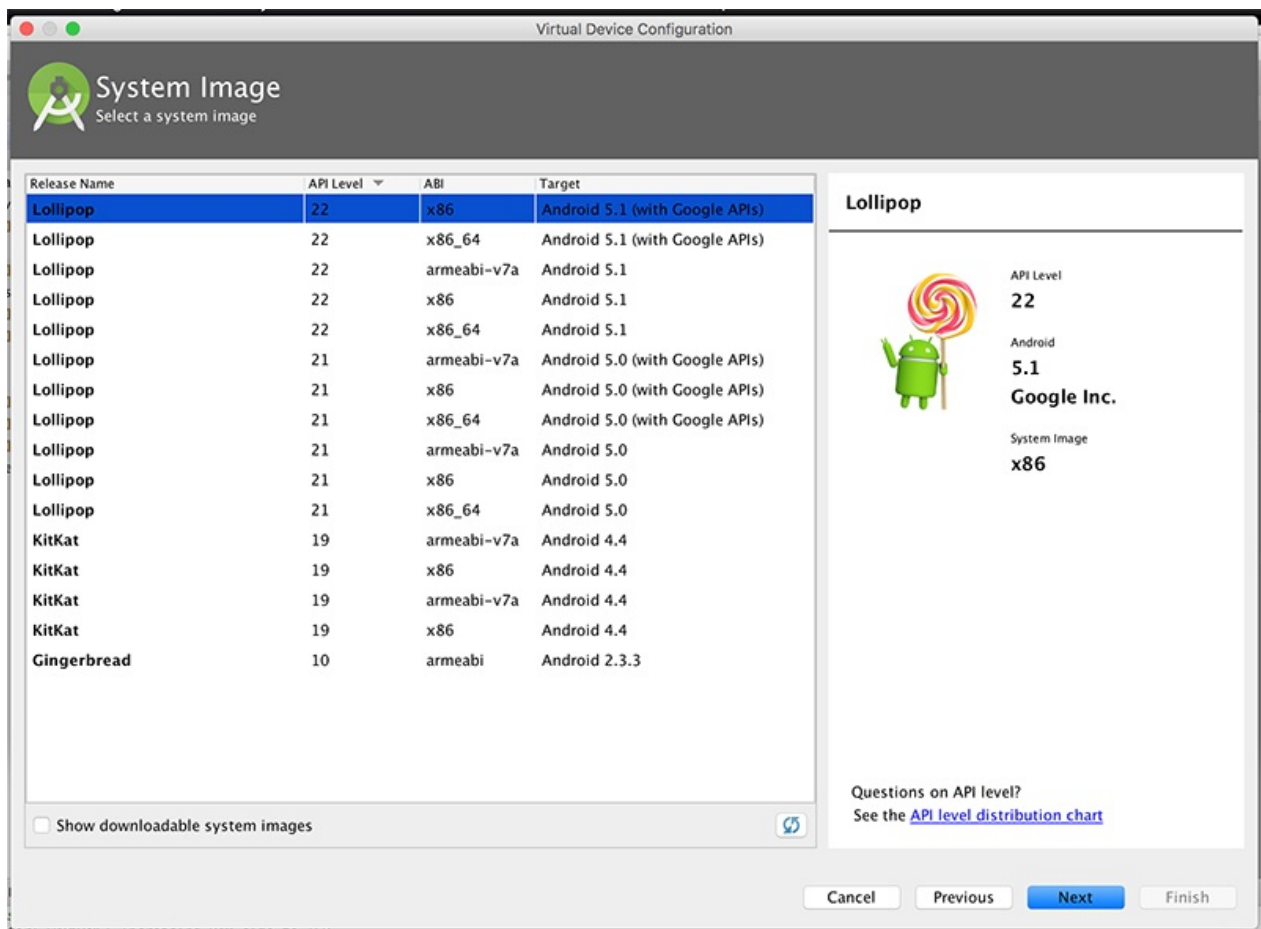 Virtual Device Configuration
System Image
Select a system image
Release Name API Level ABI Target
Lollipop 22 x86 Android 5.1 (with Google APIs)
Lollipop 22 x86_64 Android 5.1 (with Google APIs)
Lollipop 22 armeabi-v7a Android 5.1
Lollipop 22 x86 Android 5.1
Lollipop 22 x86_64 Android 5.1
Lollipop 21 armeabi-v7a Android 5.0 (with Google APIs)
Lollipop 21 x86 Android 5.0 (with Google APIs)
Lollipop 21 x86_64 Android 5.0 (with Google APIs)
Lollipop 21 armeabi-v7a Android 5.0
Lollipop 21 x86 Android 5.0
Lollipop 21 x86_64 Android 5.0
KitKat 19 armeabi-v7a Android 4.4
KitKat 19 x86 Android 4.4
KitKat 19 armeabi-v7a Android 4.4
KitKat 19 x86 Android 4.4
Gingerbread 10 armeabi Android 2.3.3
Show downloadable system images
Lollipop
API Level
22
Android
5.1
Google Inc.
System Image
x86
Questions on API level?
See the API level distribution chart
Cancel Previous Next Finish